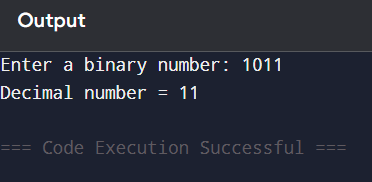 Output
Enter a binary number: 1011
Decimal number = 11
=== Code Execution Successful ===